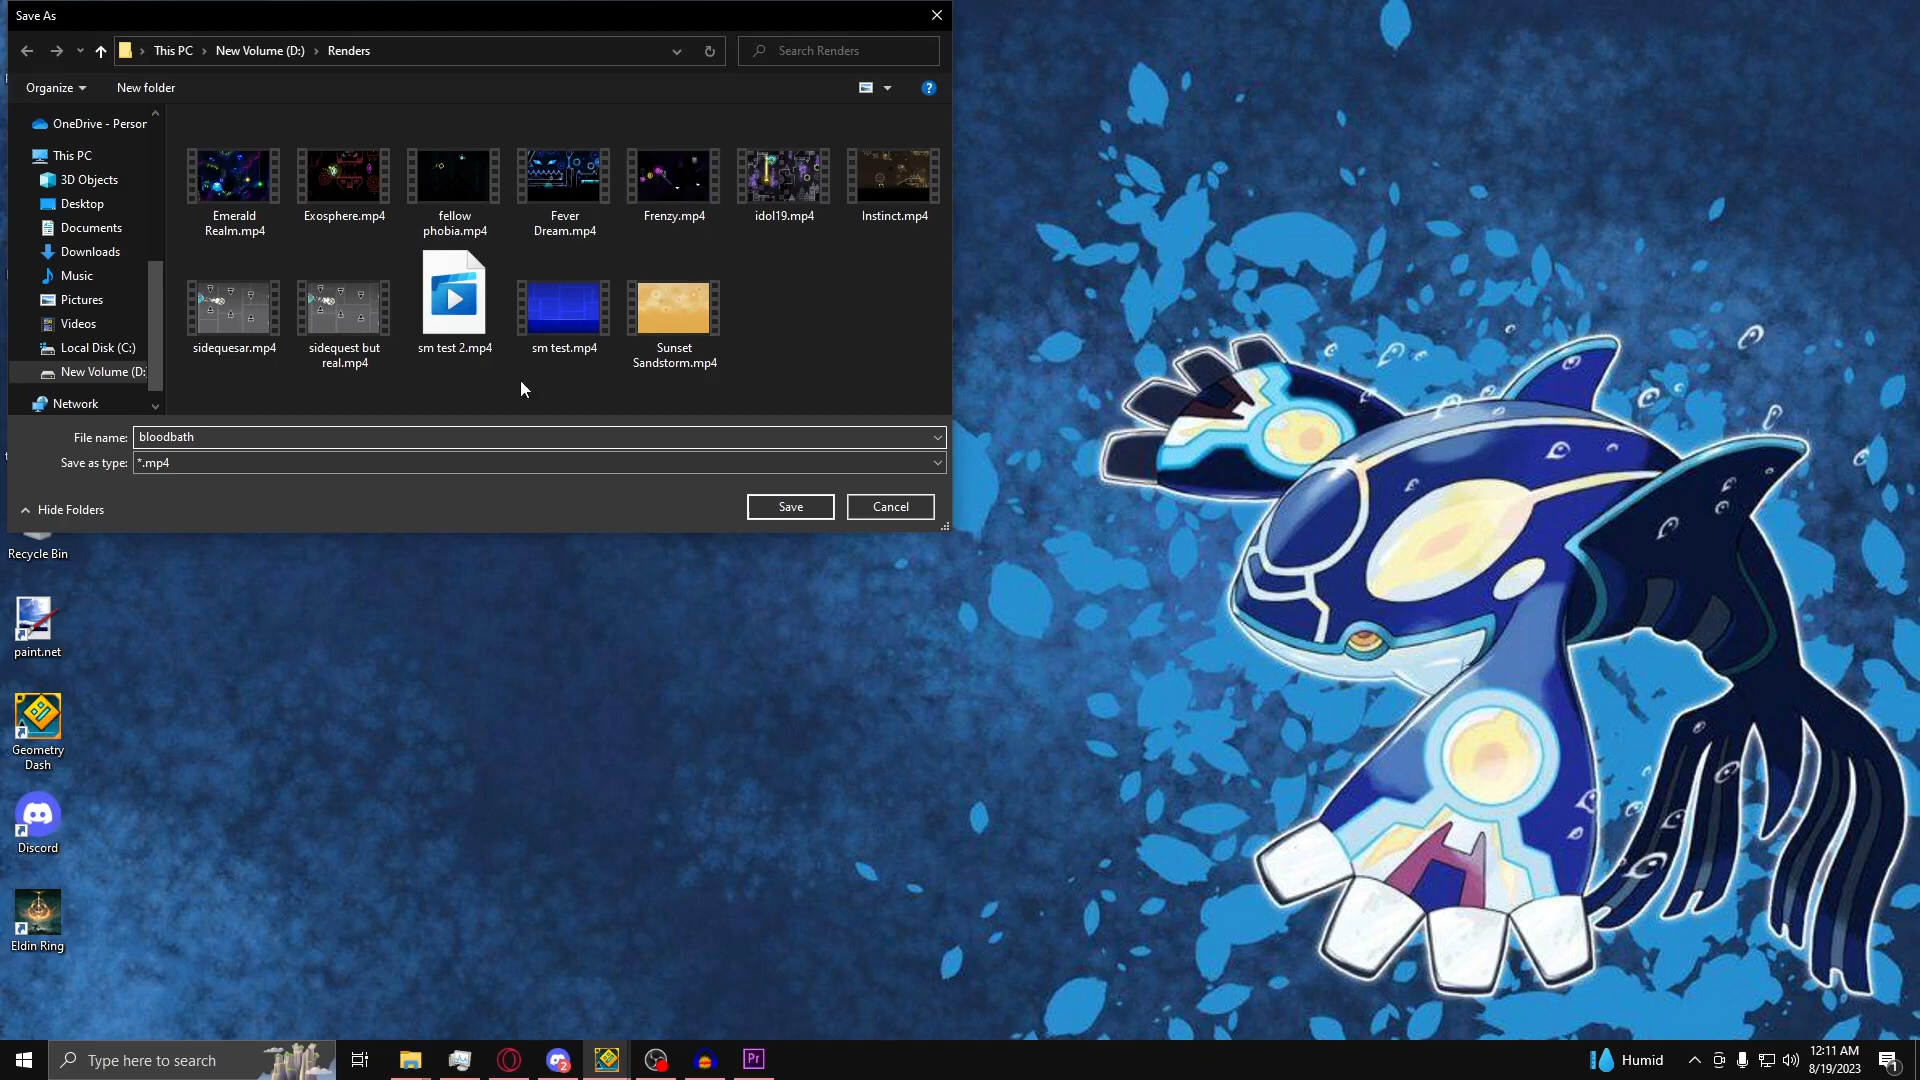 Save As
This PC
New Volume (D:)
Renders
Search Renders
Organize
New folder
OneDrive - Person
This PC
3D Objects
Desktop
Documents
Downloads
Music
Pictures
Videos
Local Disk (C:)
New Volume (D:
Network
Emerald
Realm.mp4
Exosphere.mp4
fellow
phobia.mp4
Fever
Dream.mp4
Frenzy.mp4
idol19.mp4
Instinct.mp4
sidequesar.mp4
sidequest but
real.mp4
sm test 2.mp4
sm test.mp4
Sunset
Sandstorm.mp4
File name: bloodbath
Save as type: *.mp4
Hide Folders
Save
Cancel
Recycle Bin
paint.net
Geometry
Dash
Discord
Eldin Ring
Type here to search
2
Pr
Humid
12:11 AM
8/19/2023
1